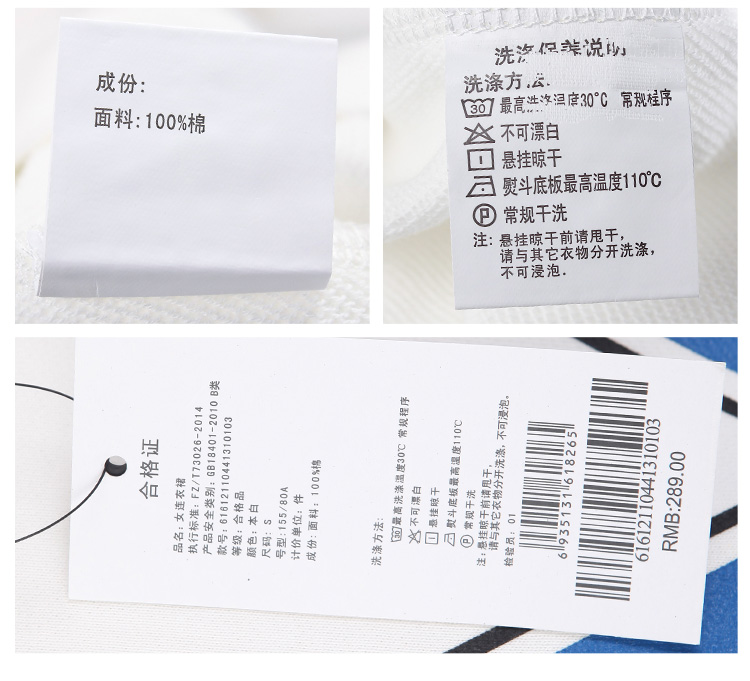 成份:
面料:100%棉
洗涤保养说明
洗涤方法:
30 最高洗涤温度30°C 常规程序
不可漂白
悬挂晾干
熨斗底板最高温度110℃
P 常规干洗
注: 悬挂晾干前请甩干,
请与其它衣物分开洗涤,
不可浸泡.
合格证
品名: 女连衣裙
执行标准: FZ/T73026-2014
产品安全类别: GB18401-2010 B类
款号: 61612110441310103
等级: 合格品
颜色: 本白
尺码: S
号型:155/80A
计价单位: 件
成份: 面料: 100%棉
洗涤方法:
30 最高洗涤温度30℃ 常规程序
不可漂白
悬挂晾干
熨斗底板最高温度110℃
P 常规干洗
注: 悬挂晾干前请甩干,
请与其它衣物分开洗涤, 不可浸泡。
检验员: 01
6 935131 618265
61612110441310103
RMB:289.00